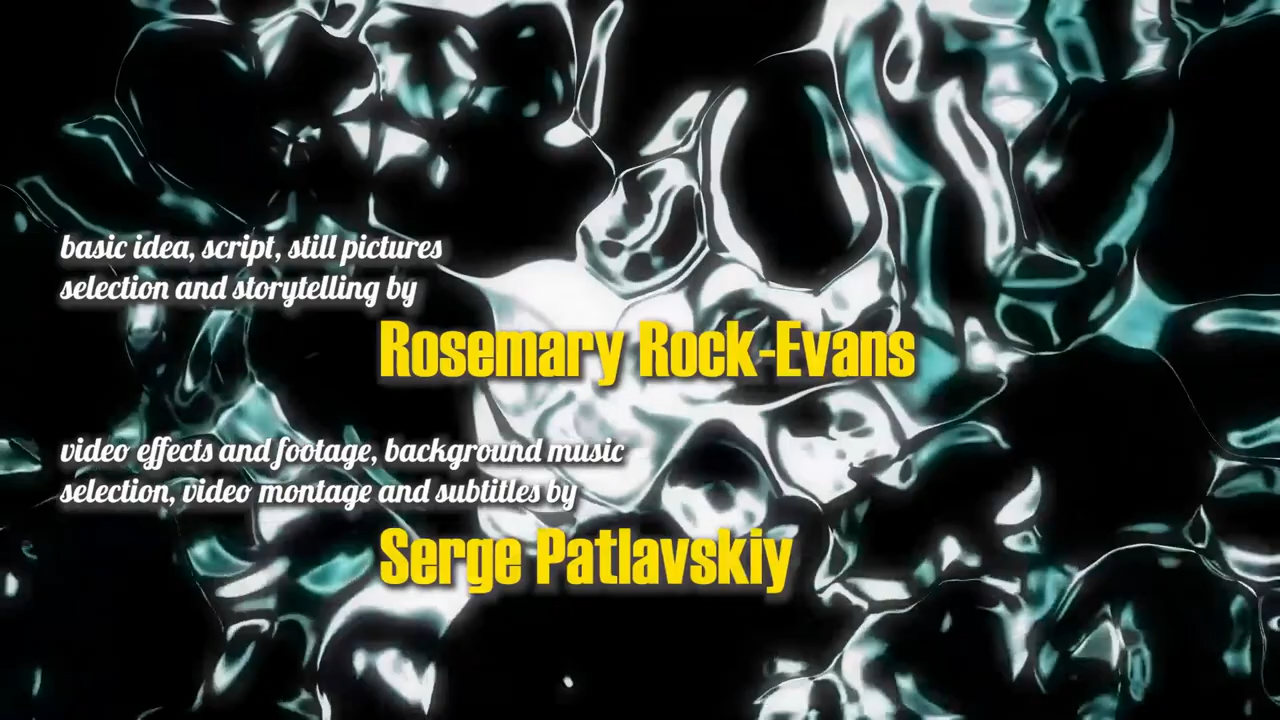 basic idea, script, still pictures
selection and storytelling by
Rosemary Rock-Evans
video effects and footage, background music
selection, video montage and subtitles by
Serge Patlavskiy